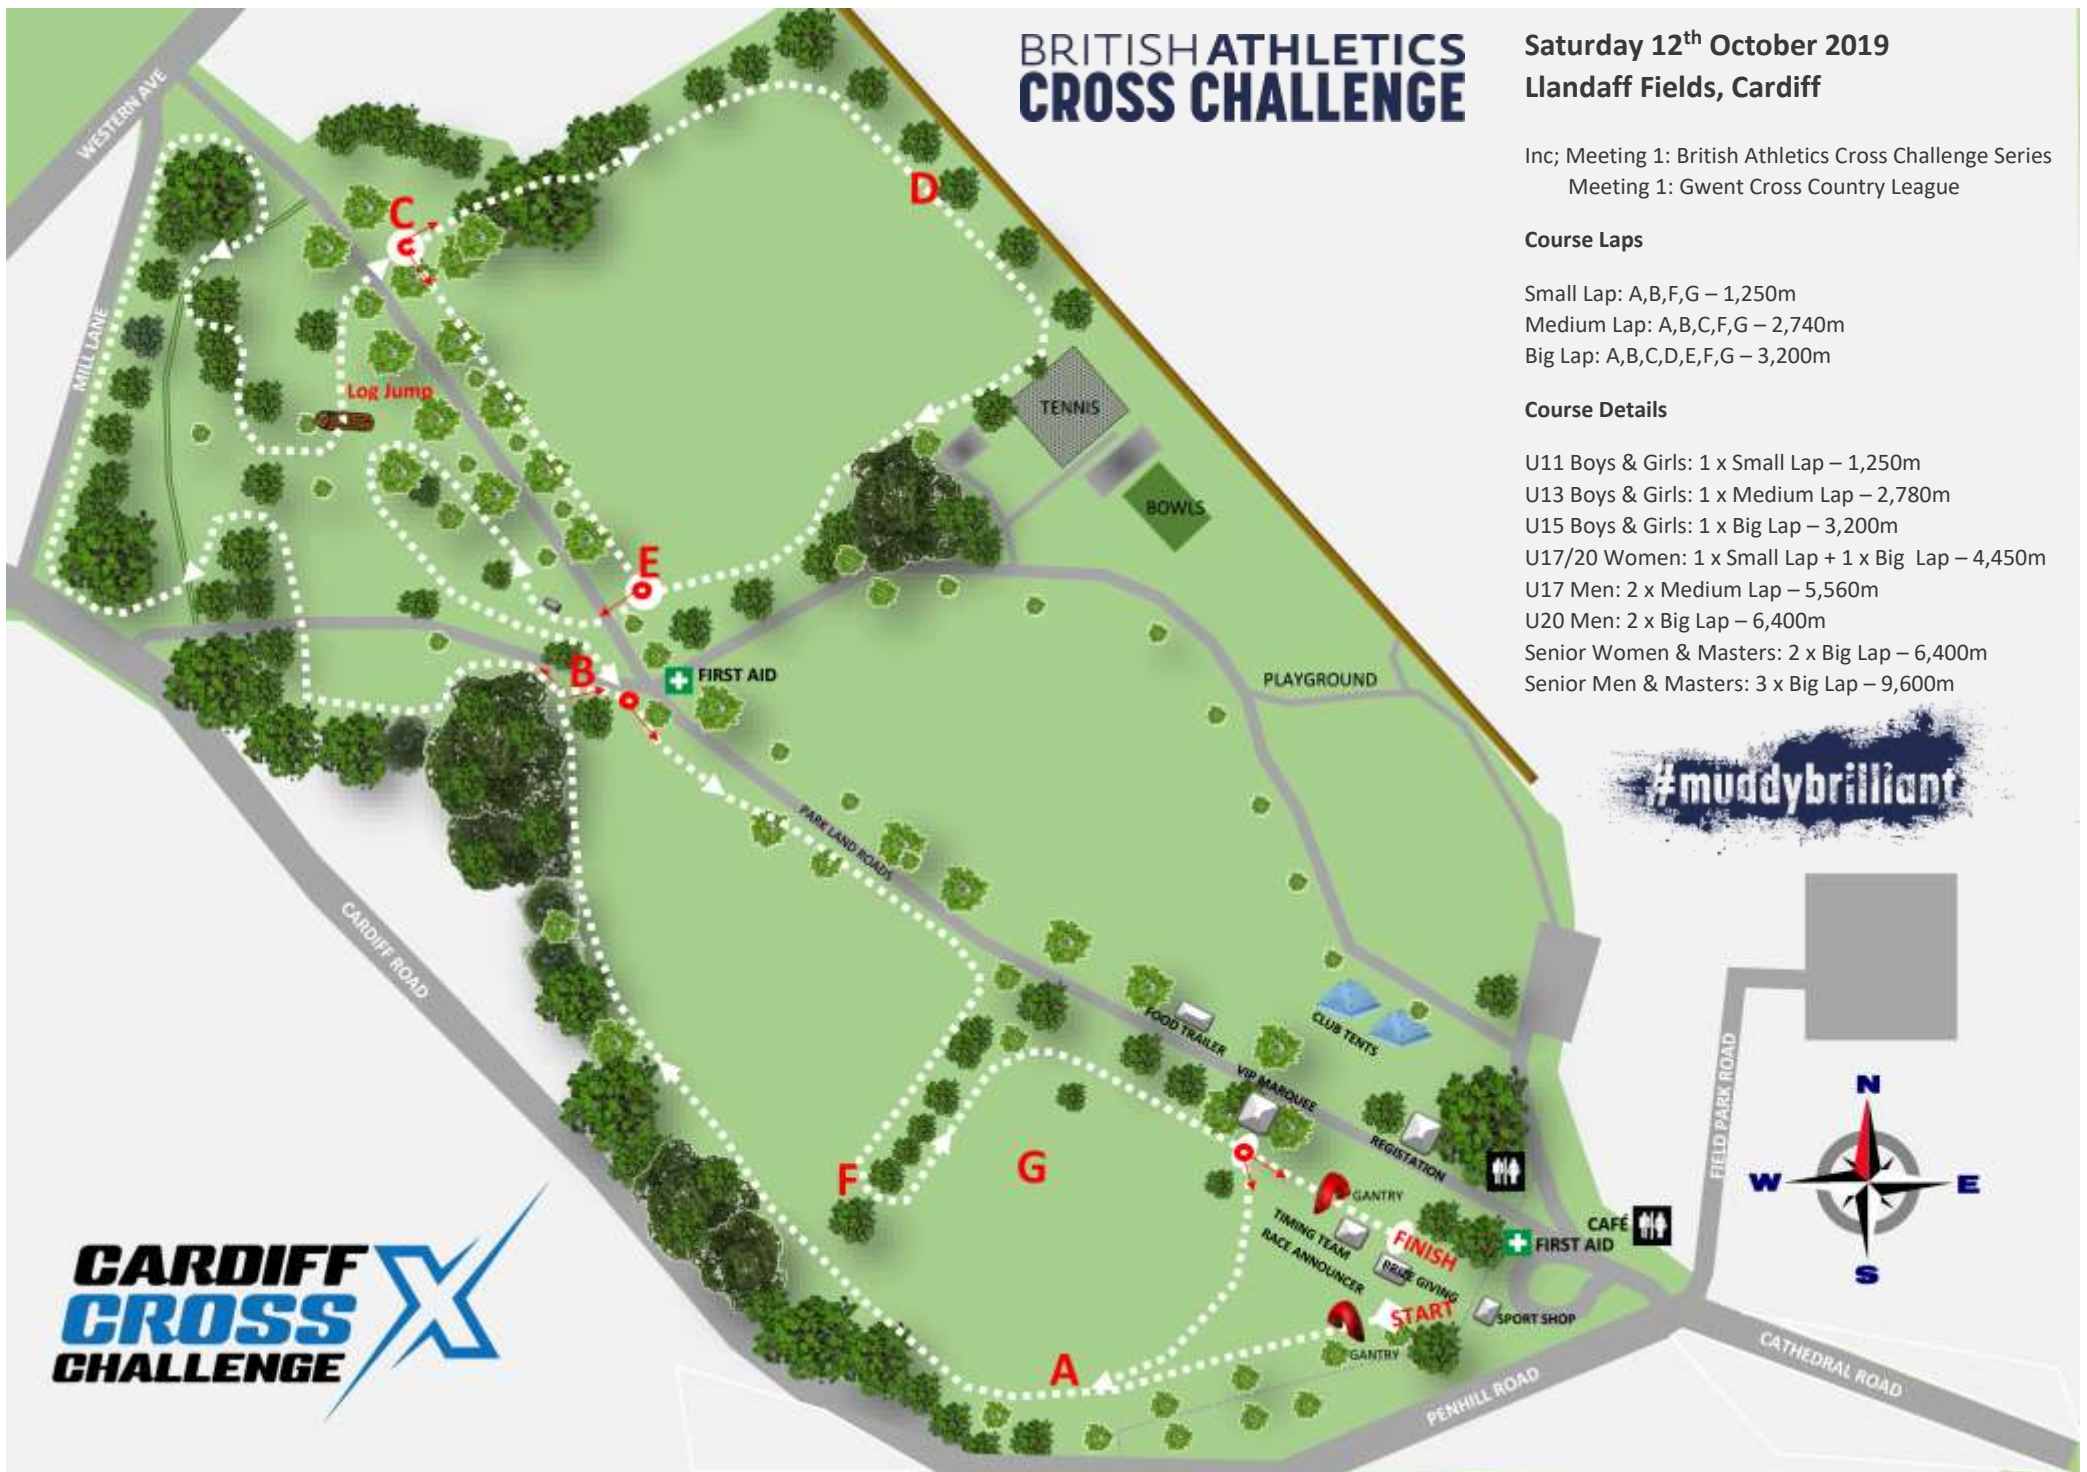 BRITISH ATHLETICS
CROSS CHALLENGE
Saturday 12th October 2019
Llandaff Fields, Cardiff
Inc; Meeting 1: British Athletics Cross Challenge Series
Meeting 1: Gwent Cross Country League
Course Laps
Small Lap: A,B,F,G – 1,250m
Medium Lap: A,B,C,F,G – 2,740m
Big Lap: A,B,C,D,E,F,G – 3,200m
Course Details
U11 Boys & Girls: 1 x Small Lap – 1,250m
U13 Boys & Girls: 1 x Medium Lap – 2,780m
U15 Boys & Girls: 1 x Big Lap – 3,200m
U17/20 Women: 1 x Small Lap + 1 x Big Lap – 4,450m
U17 Men: 2 x Medium Lap – 5,560m
U20 Men: 2 x Big Lap – 6,400m
Senior Women & Masters: 2 x Big Lap – 6,400m
Senior Men & Masters: 3 x Big Lap – 9,600m
#muddybrilliant
WESTERN AVE
MILL LANE
C
D
Log Jump
TENNIS
BOWLS
E
B
FIRST AID
PLAYGROUND
PARK LAND ROADS
CARDIFF ROAD
FOOD TRAILER
CLUB TENTS
VIP MARQUEE
REGISTATION
FIELD PARK ROAD
N
W
E
S
F
G
GANTRY
TIMING TEAM
RACE ANNOUNCER
FINISH
PRIZE GIVING
CAFÉ
FIRST AID
START
SPORT SHOP
GANTRY
A
PENHILL ROAD
CATHEDRAL ROAD
CARDIFF
CROSS X
CHALLENGE